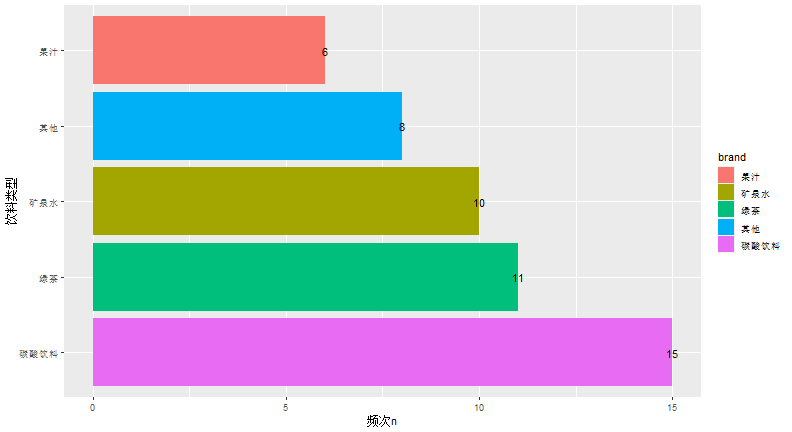 果汁
6
其他
8
矿泉水
10
绿茶
11
碳酸饮料
15
0
5
10
15
频次n
饮料类型
brand
果汁
矿泉水
绿茶
其他
碳酸饮料